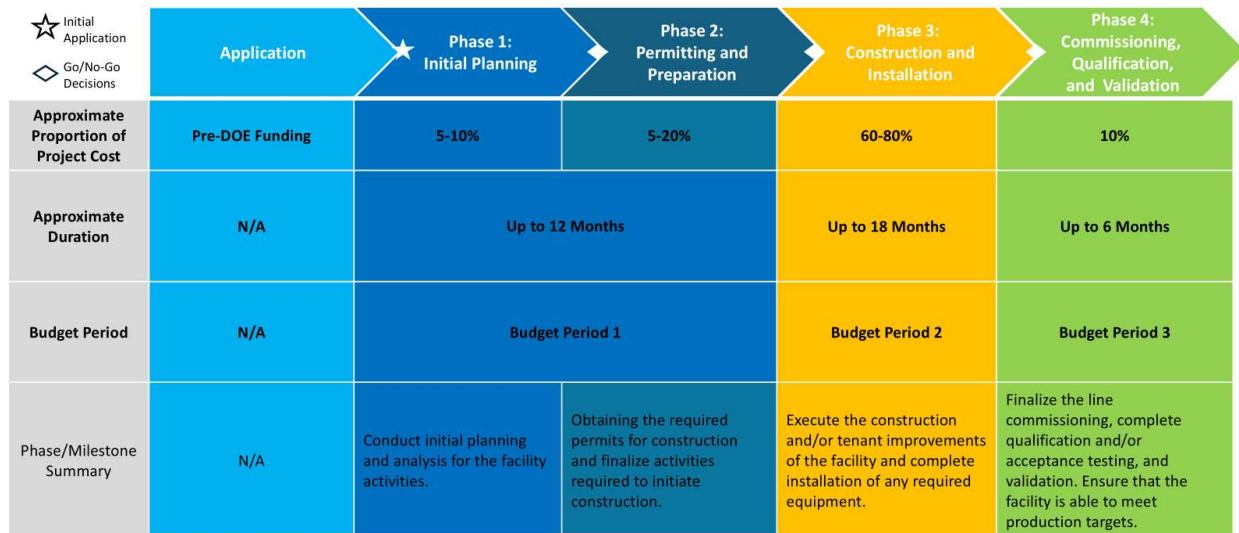 Initial
Application
Go/No-Go
Decisions
Application
Phase 1:
Initial Planning
Phase 2:
Permitting and
Preparation
Phase 3:
Construction and
Installation
Phase 4:
Commissioning,
Qualification,
and Validation
Approximate
Proportion of
Project Cost
Pre-DOE Funding
5-10%
5-20%
60-80%
10%
Approximate
Duration
N/A
Up to 12 Months
Up to 18 Months
Up to 6 Months
Budget Period
N/A
Budget Period 1
Budget Period 2
Budget Period 3
Phase/Milestone
Summary
N/A
Conduct initial planning
and analysis for the facility
activities.
Obtaining the required
permits for construction
and finalize activities
required to initiate
construction.
Execute the construction
and/or tenant improvements
of the facility and complete
installation of any required
equipment.
Finalize the line
commissioning, complete
qualification and/or
acceptance testing, and
validation. Ensure that the
facility is able to meet
production targets.